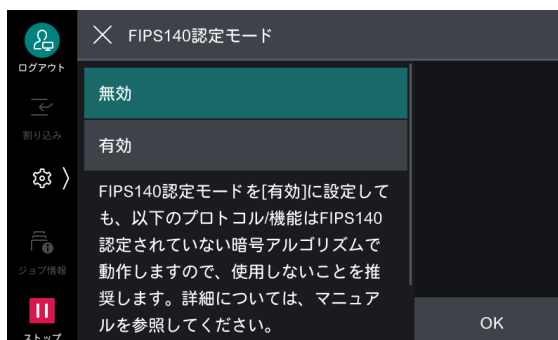 FIPS140認定モード
ログアウト
無効
割り込み
有効
FIPS140認定モードを[有効]に設定して
も、以下のプロトコル/機能はFIPS140
認定されていない暗号アルゴリズムで
動作しますので、使用しないことを推
奨します。詳細については、マニュア
ルを参照してください。
ジョブ情報
ストップ
OK